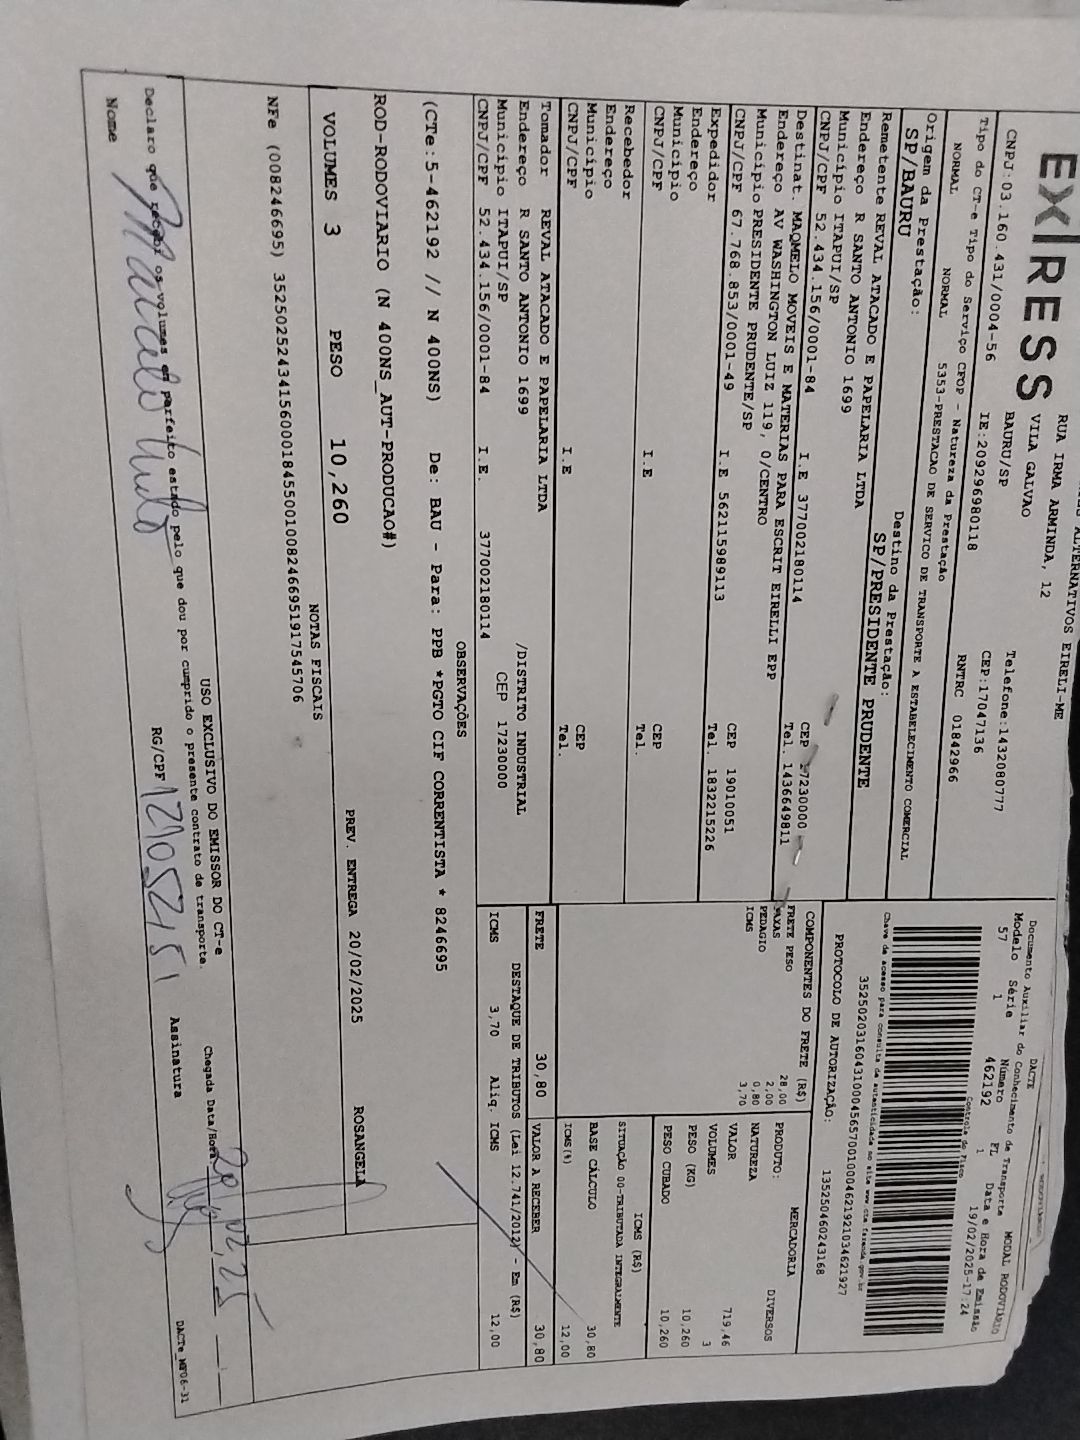 ALTERNATIVOS EIRELI-ME
EX|RESS
RUA IRMA ARMINDA, 12
VILA GALVAO
BAURU/SP
Telefone:1432080777
CEP:17047136
CNPJ:03.160.431/0004-56 IE:209296980118 RNTRC 01842966
Tipo do CT-e Tipo do Serviço CFOP - Natureza da Prestação
NORMAL NORMAL 5353-PRESTACAO DE SERVICO DE TRANSPORTE A ESTABELECIMENTO COMERCIAL
Origem da Prestação: Destino da Prestação:
SP/BAURU SP/PRESIDENTE PRUDENTE
DACTE MODAL RODOVIÁRIO
Documento Auxiliar do Conhecimento de Transporte
Modelo Série Número FL Data e Hora de Emissão
57 1 462192 1 19/02/2025-17:24
Controle do Fisco
Chave de acesso para consulta de autenticidade no site www.cte.fazenda.gov.br
35250203160431000456570010004621921034621927
PROTOCOLO DE AUTORIZAÇÃO: 135250460243168
Remetente REVAL ATACADO E PAPELARIA LTDA
Endereço R SANTO ANTONIO 1699
Município ITAPUI/SP CEP 17230000
CNPJ/CPF 52.434.156/0001-84 I.E 377002180114 Tel. 1436649811
Destinat. MAQMELO MOVEIS E MATERIAS PARA ESCRIT EIRELLI EPP
Endereço AV WASHINGTON LUIZ 119, 0/CENTRO
Município PRESIDENTE PRUDENTE/SP CEP 19010051
CNPJ/CPF 67.768.853/0001-49 I.E 562115989113 Tel. 1832215226
Expedidor
Endereço
Município CEP
CNPJ/CPF I.E Tel.
Recebedor
Endereço
Município CEP
CNPJ/CPF I.E Tel.
Tomador REVAL ATACADO E PAPELARIA LTDA
Endereço R SANTO ANTONIO 1699 /DISTRITO INDUSTRIAL
Município ITAPUI/SP CEP 17230000
CNPJ/CPF 52.434.156/0001-84 I.E. 377002180114
COMPONENTES DO FRETE (R$)
FRETE PESO 28,00
TAXAS 2,00
PEDAGIO 0,80
ICMS 3,70
PRODUTO: MERCADORIA
NATUREZA DIVERSOS
VALOR 719,46
VOLUMES 3
PESO (KG) 10,260
PESO CUBADO 10,260
ICMS (R$)
SITUAÇÃO 00-TRIBUTADA INTEGRALMENTE
BASE CÁLCULO 30,80
ICMS(%) 12,00
FRETE 30,80 VALOR A RECEBER 30,80
DESTAQUE DE TRIBUTOS (Lei 12.741/2012) - Em (R$)
ICMS 3,70 Aliq. ICMS 12,00
OBSERVAÇÕES
(CTe:5-462192 // N 400NS) De: BAU - Para: PPB *PGTO CIF CORRENTISTA * 8246695
ROD-RODOVIARIO (N 400NS_AUT-PRODUCAO#)
VOLUMES 3 PESO 10,260 PREV. ENTREGA 20/02/2025 ROSANGELA
NOTAS FISCAIS
NFe (008246695) 35250252434156000184550010082466951917545706
USO EXCLUSIVO DO EMISSOR DO CT-e
Chegada Data/Hora 20/02/25
Declaro que recebi os volumes em perfeito estado pelo que dou por cumprido o presente contrato de transporte.
Nome RG/CPF Assinatura
DACTe_MF06-31